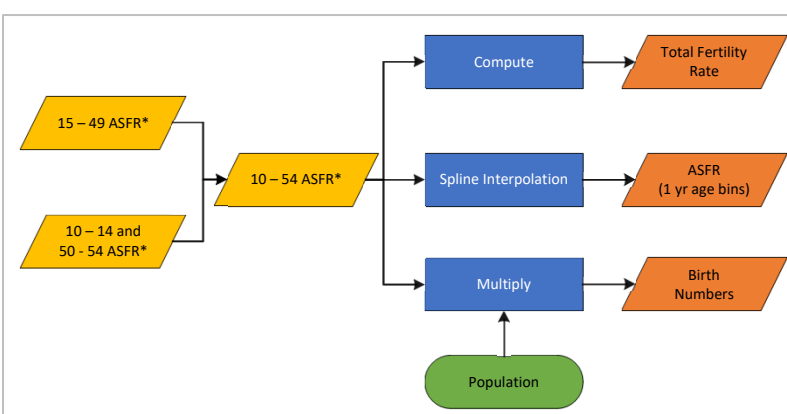 15 – 49 ASFR*
10 – 14 and
50 - 54 ASFR*
10 – 54 ASFR*
Compute
Total Fertility
Rate
Spline Interpolation
ASFR
(1 yr age bins)
Multiply
Birth
Numbers
Population